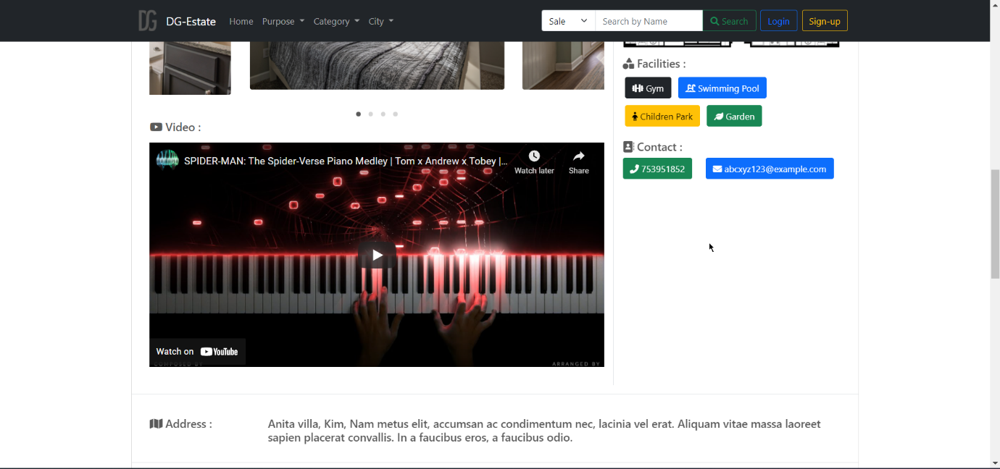 DG DG-Estate Home Purpose Category City Sale Search by Name Search Login Sign-up
Facilities :
Gym Swimming Pool
Children Park Garden
Video :
Contact :
753951852 abcxyz123@example.com
SPIDER-MAN: The Spider-Verse Piano Medley | Tom x Andrew x Tobey |...
Watch later Share
Watch on YouTube
COMPOSED BY ARRANGED BY
Address : Anita villa, Kim, Nam metus elit, accumsan ac condimentum nec, lacinia vel erat. Aliquam vitae massa laoreet
sapien placerat convallis. In a faucibus eros, a faucibus odio.